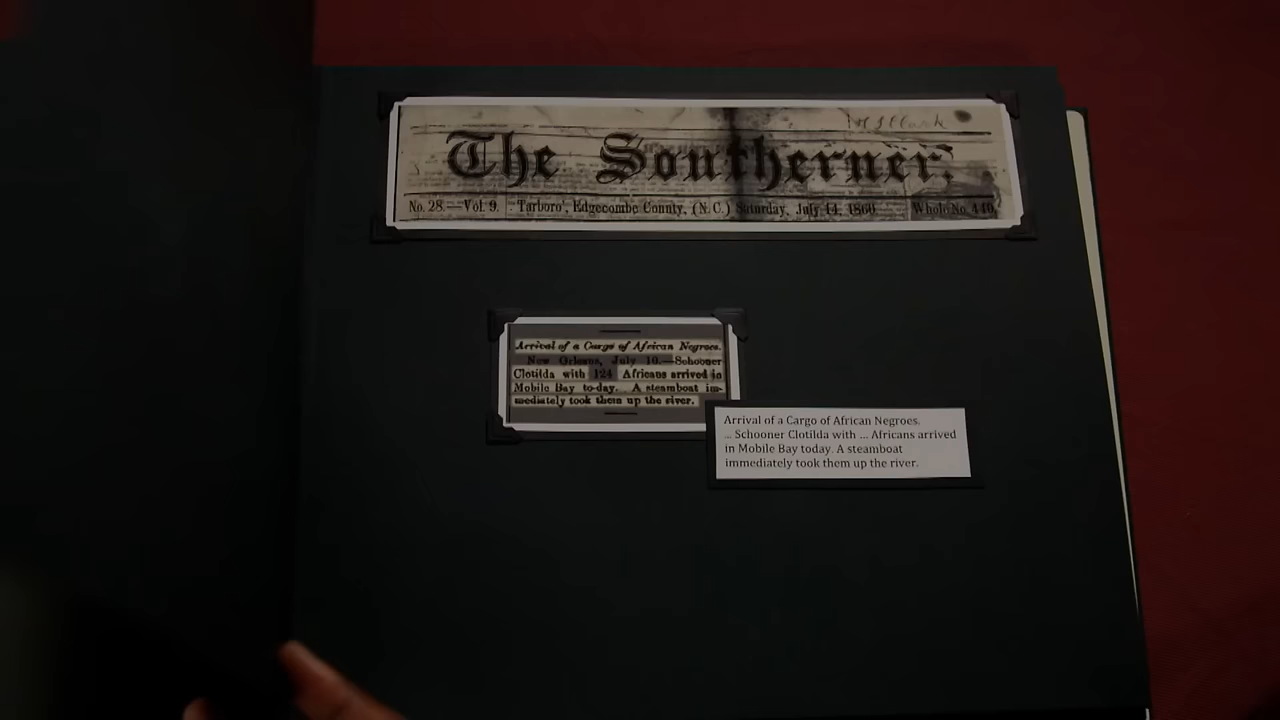 The Southerner.
No. 28.—Vol. 9. Tarboro', Edgecombe County, (N. C.) Saturday, July 14, 1860. Whole No. 440.
Arrival of a Cargo of African Negroes.
New Orleans, July 10.—Schooner
Clotilda with 124 Africans arrived in
Mobile Bay to-day. A steamboat im-
mediately took them up the river.
Arrival of a Cargo of African Negroes.
... Schooner Clotilda with ... Africans arrived
in Mobile Bay today. A steamboat
immediately took them up the river.